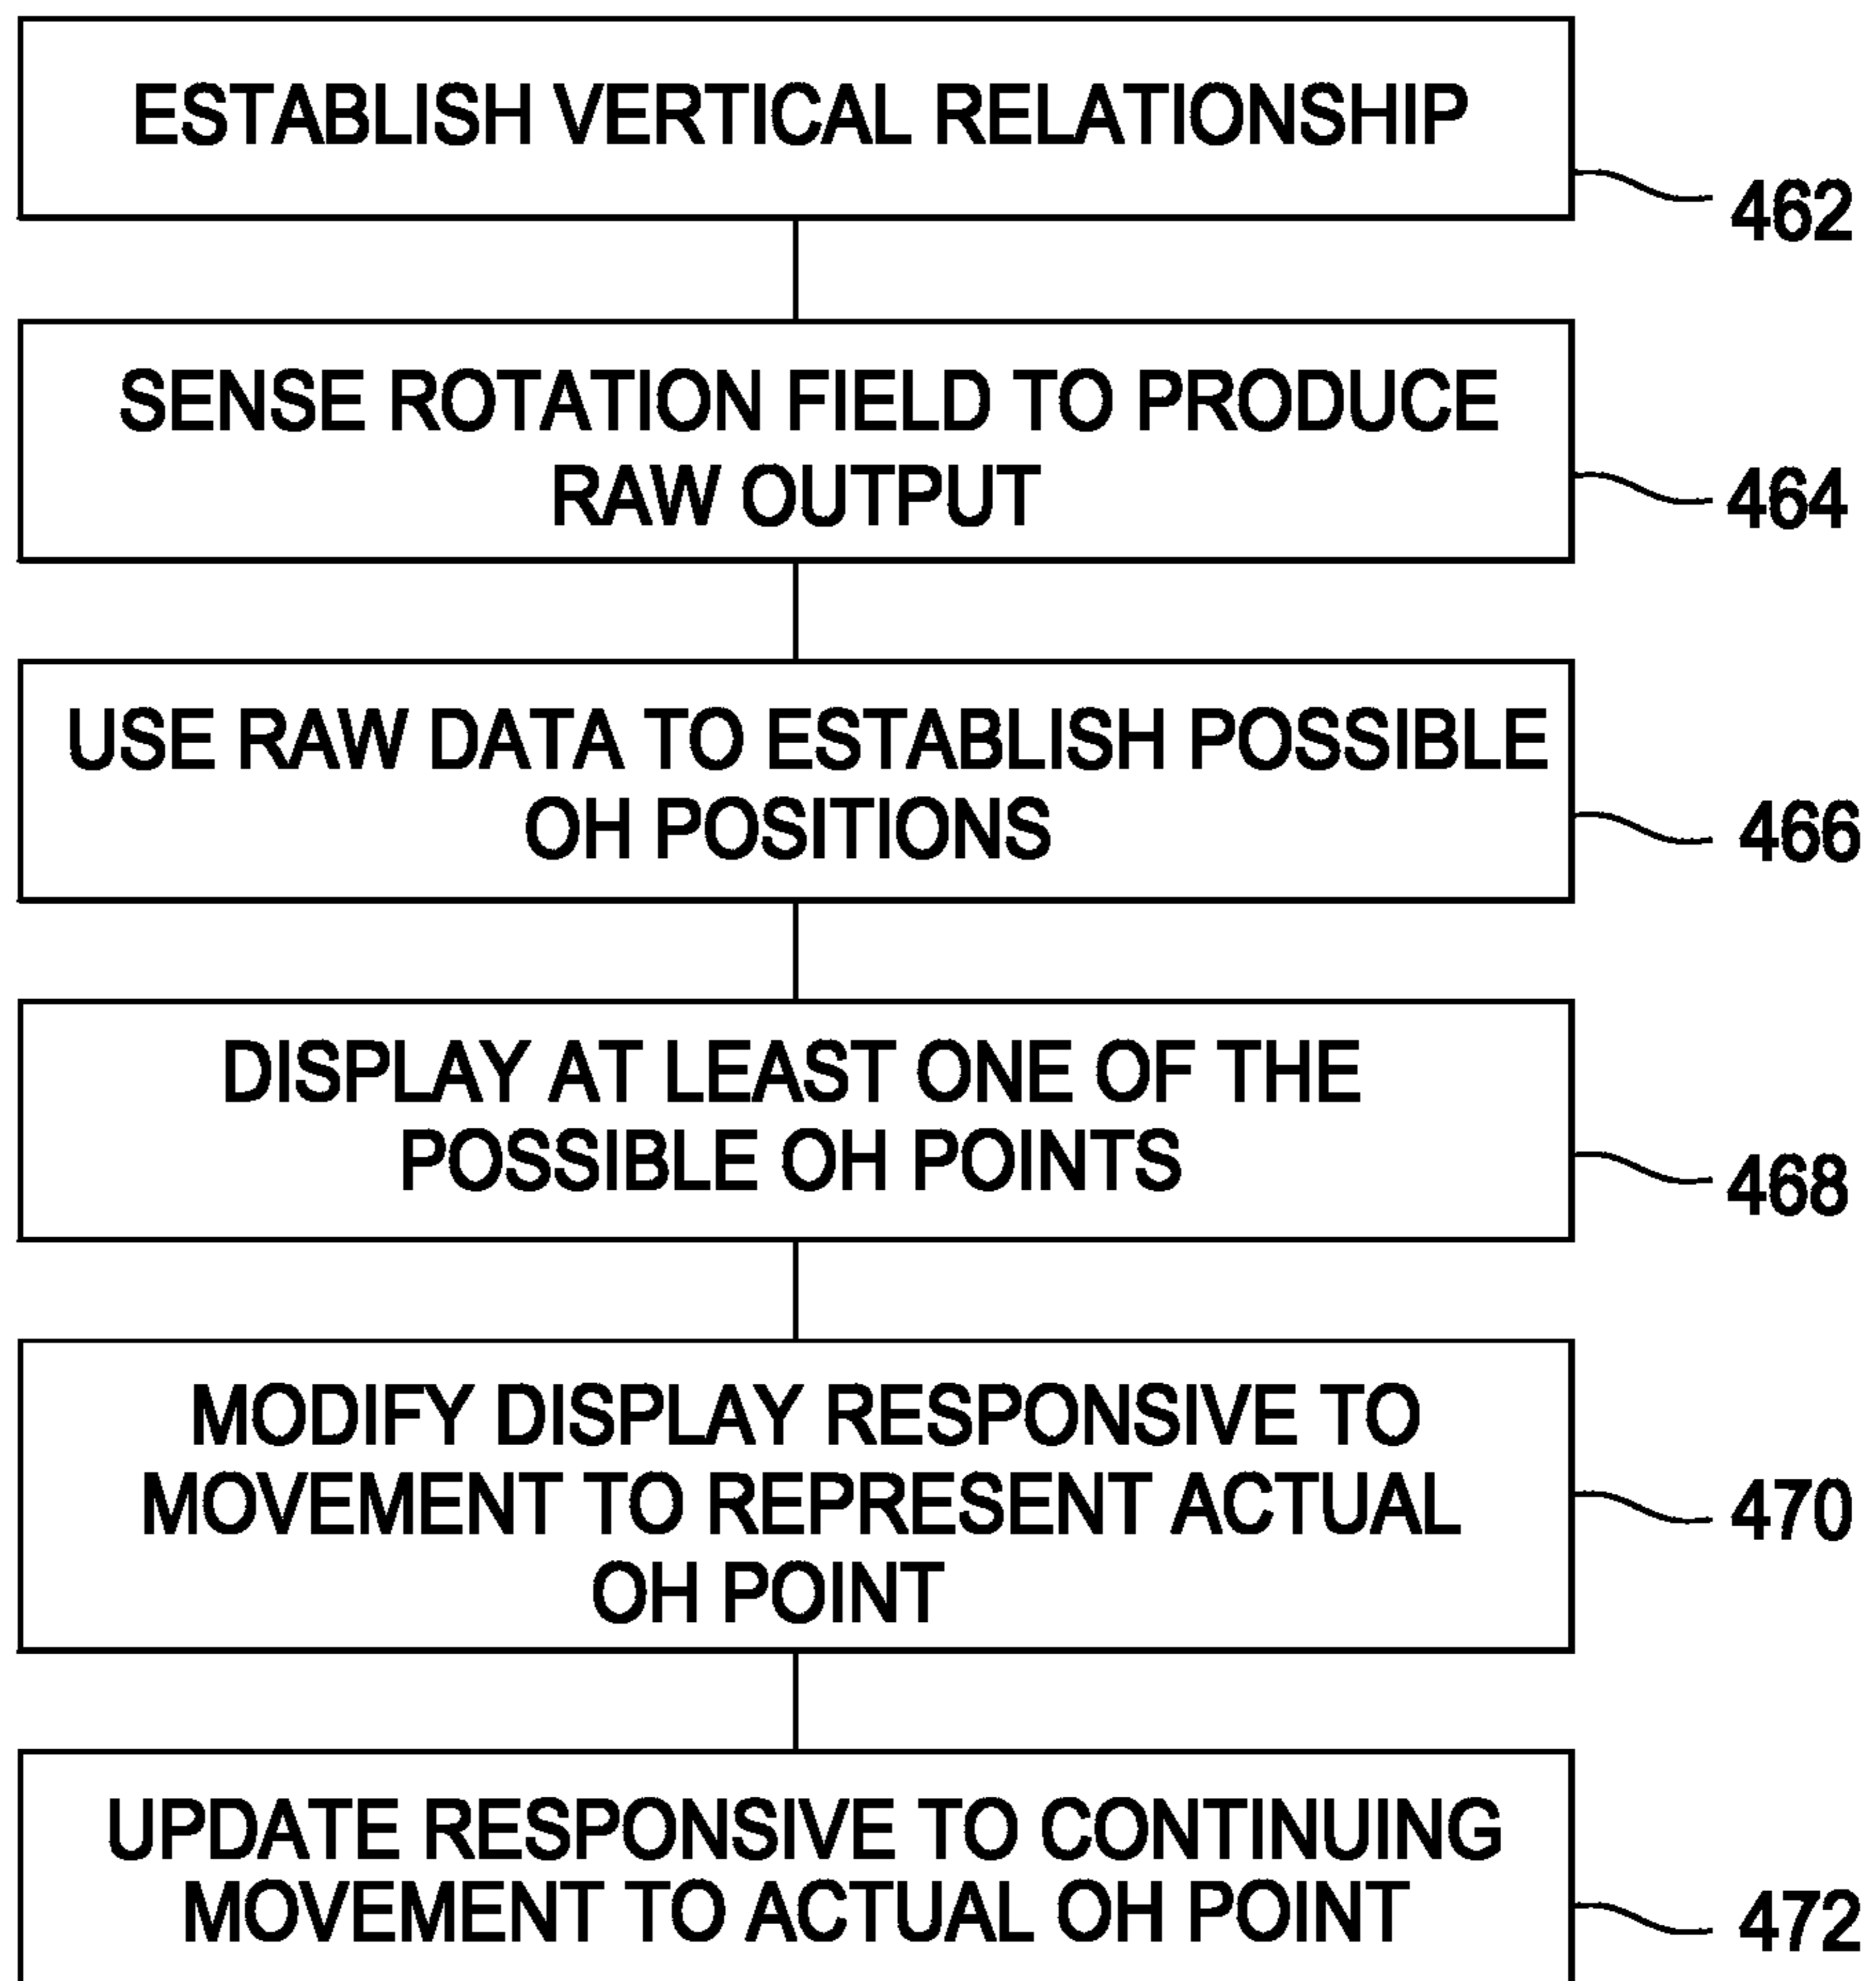 ESTABLISH VERTICAL RELATIONSHIP
462
SENSE ROTATION FIELD TO PRODUCE
RAW OUTPUT
464
USE RAW DATA TO ESTABLISH POSSIBLE
OH POSITIONS
466
DISPLAY AT LEAST ONE OF THE
POSSIBLE OH POINTS
468
MODIFY DISPLAY RESPONSIVE TO
MOVEMENT TO REPRESENT ACTUAL
OH POINT
470
UPDATE RESPONSIVE TO CONTINUING
MOVEMENT TO ACTUAL OH POINT
472